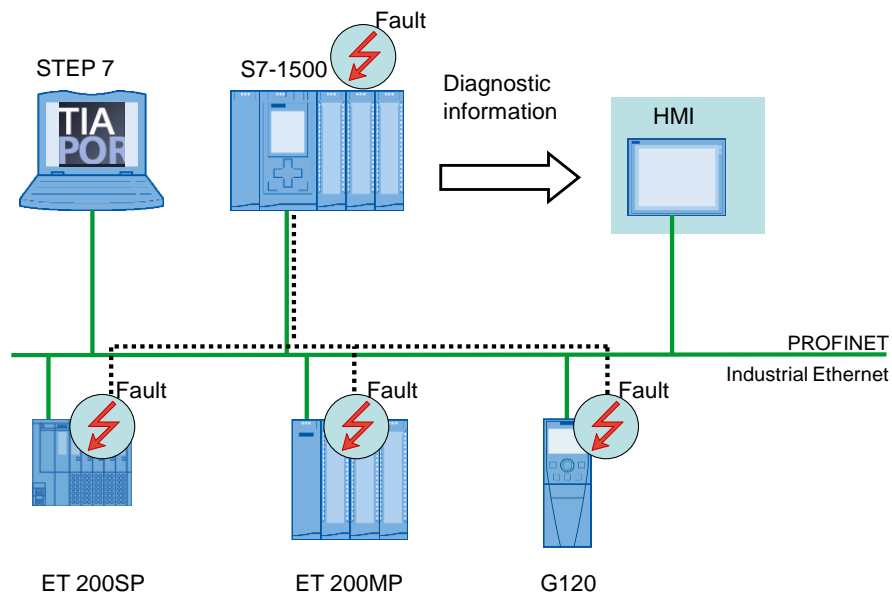 Fault
STEP 7
S7-1500
Diagnostic
information
HMI
TIA
POR
PROFINET
Industrial Ethernet
Fault
Fault
Fault
ET 200SP
ET 200MP
G120